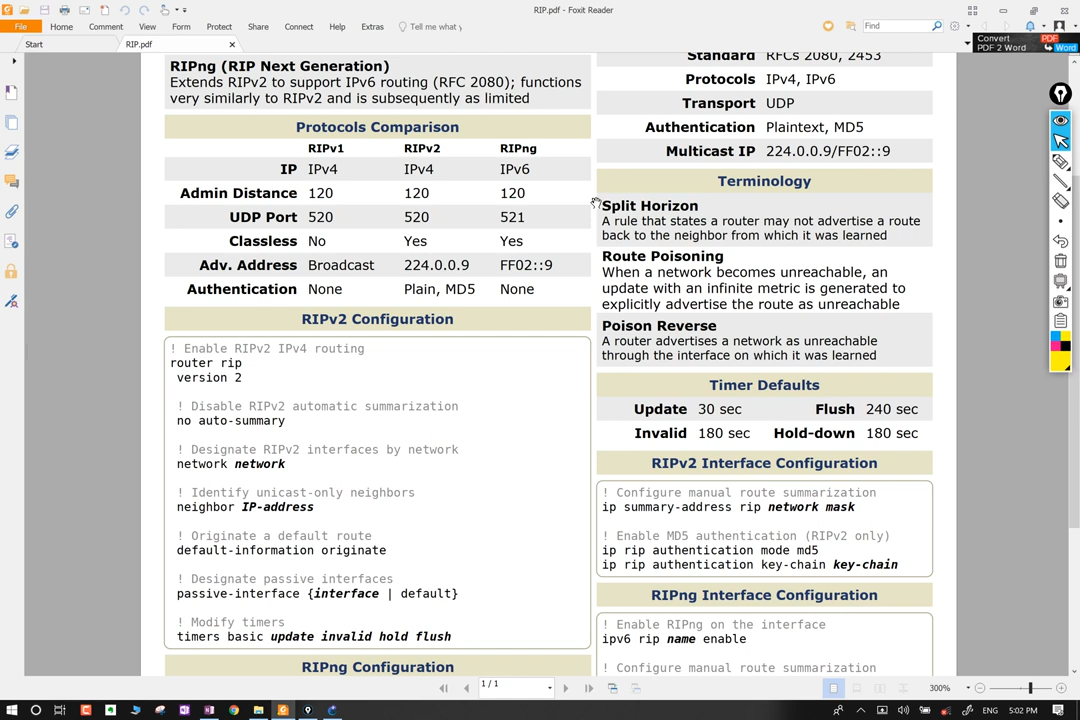 RIP.pdf - Foxit Reader
File Home Comment View Form Protect Share Connect Help Extras Tell me what y Find
Start RIP.pdf
Convert PDF
PDF 2 Word Word
RIPng (RIP Next Generation)
Extends RIPv2 to support IPv6 routing (RFC 2080); functions
very similarly to RIPv2 and is subsequently as limited
Protocols Comparison
RIPv1 RIPv2 RIPng
IP IPv4 IPv4 IPv6
Admin Distance 120 120 120
UDP Port 520 520 521
Classless No Yes Yes
Adv. Address Broadcast 224.0.0.9 FF02::9
Authentication None Plain, MD5 None
RIPv2 Configuration
! Enable RIPv2 IPv4 routing
router rip
version 2
! Disable RIPv2 automatic summarization
no auto-summary
! Designate RIPv2 interfaces by network
network network
! Identify unicast-only neighbors
neighbor IP-address
! Originate a default route
default-information originate
! Designate passive interfaces
passive-interface {interface | default}
! Modify timers
timers basic update invalid hold flush
RIPng Configuration
Standard RFCs 2080, 2453
Protocols IPv4, IPv6
Transport UDP
Authentication Plaintext, MD5
Multicast IP 224.0.0.9/FF02::9
Terminology
Split Horizon
A rule that states a router may not advertise a route
back to the neighbor from which it was learned
Route Poisoning
When a network becomes unreachable, an
update with an infinite metric is generated to
explicitly advertise the route as unreachable
Poison Reverse
A router advertises a network as unreachable
through the interface on which it was learned
Timer Defaults
Update 30 sec Flush 240 sec
Invalid 180 sec Hold-down 180 sec
RIPv2 Interface Configuration
! Configure manual route summarization
ip summary-address rip network mask
! Enable MD5 authentication (RIPv2 only)
ip rip authentication mode md5
ip rip authentication key-chain key-chain
RIPng Interface Configuration
! Enable RIPng on the interface
ipv6 rip name enable
! Configure manual route summarization
1 / 1 300%
ENG 5:02 PM